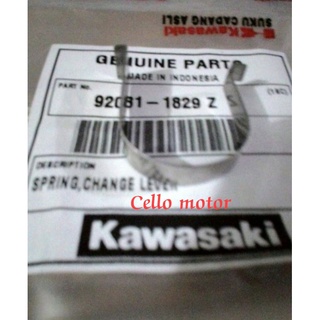 Kawasaki
SUKU CADANG ASLI
GENUINE PARTS
MADE IN INDONESIA
PART No.
92081-1829 Z
DESCRIPTION
SPRING, CHANGE LEVER
Cello motor
Kawasaki